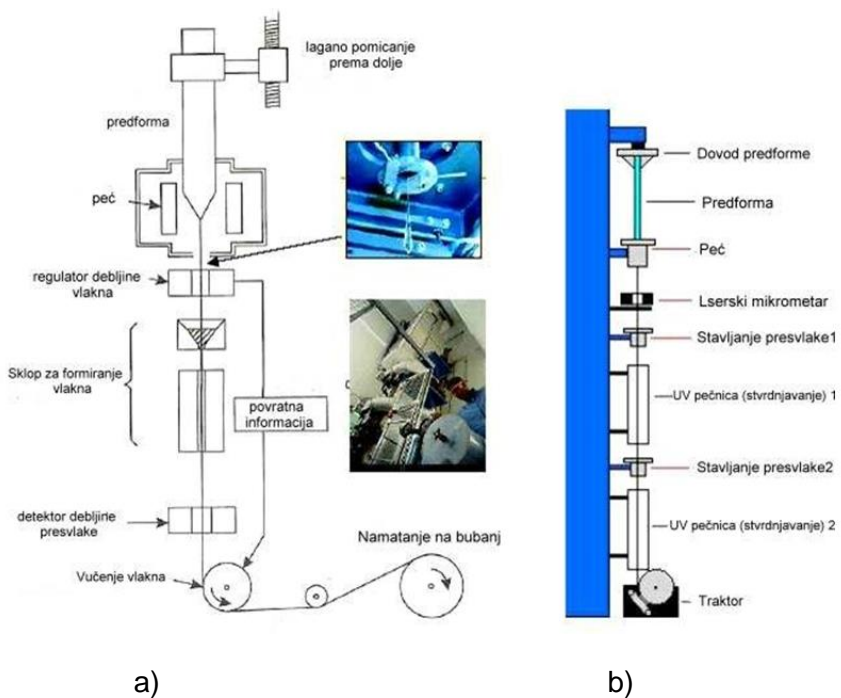 lagano pomicanje
prema dolje
predforma
peć
regulator debljine
vlakna
Sklop za formiranje
vlakna
povratna
informacija
detektor debljine
presvlake
Namatanje na bubanj
Vučenje vlakna
a)
Dovod predforme
Predforma
Peć
Lserski mikrometar
Stavljanje presvlake1
UV pečnica (stvrdnjavanje) 1
Stavljanje presvlake2
UV pečnica (stvrdnjavanje) 2
Traktor
b)